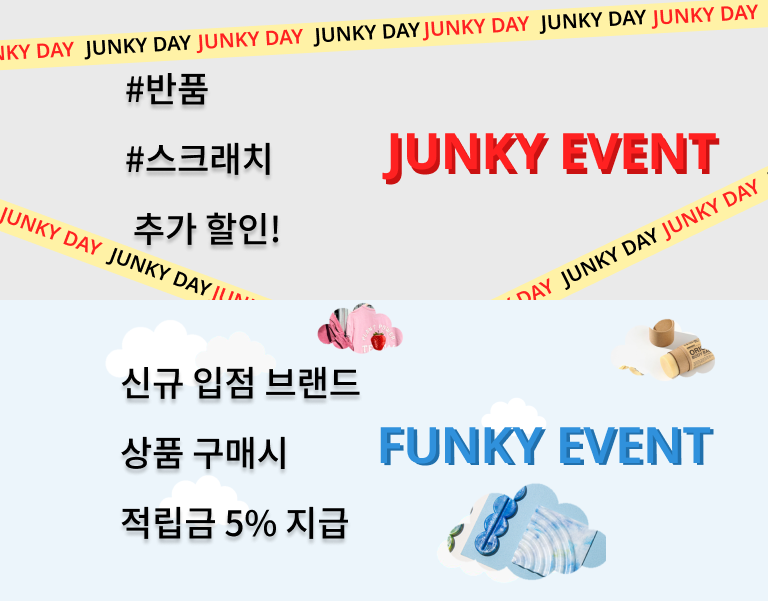 JUNKY DAY JUNKY DAY JUNKY DAY JUNKY DAY JUNKY DAY JUNKY DAY JUNKY DAY
#반품
#스크래치
추가 할인!
JUNKY EVENT
JUNKY DAY JUNKY DAY
DAY JUNKY DAY JUNKY DAY
신규 입점 브랜드
상품 구매시
적립금 5% 지급
FUNKY EVENT